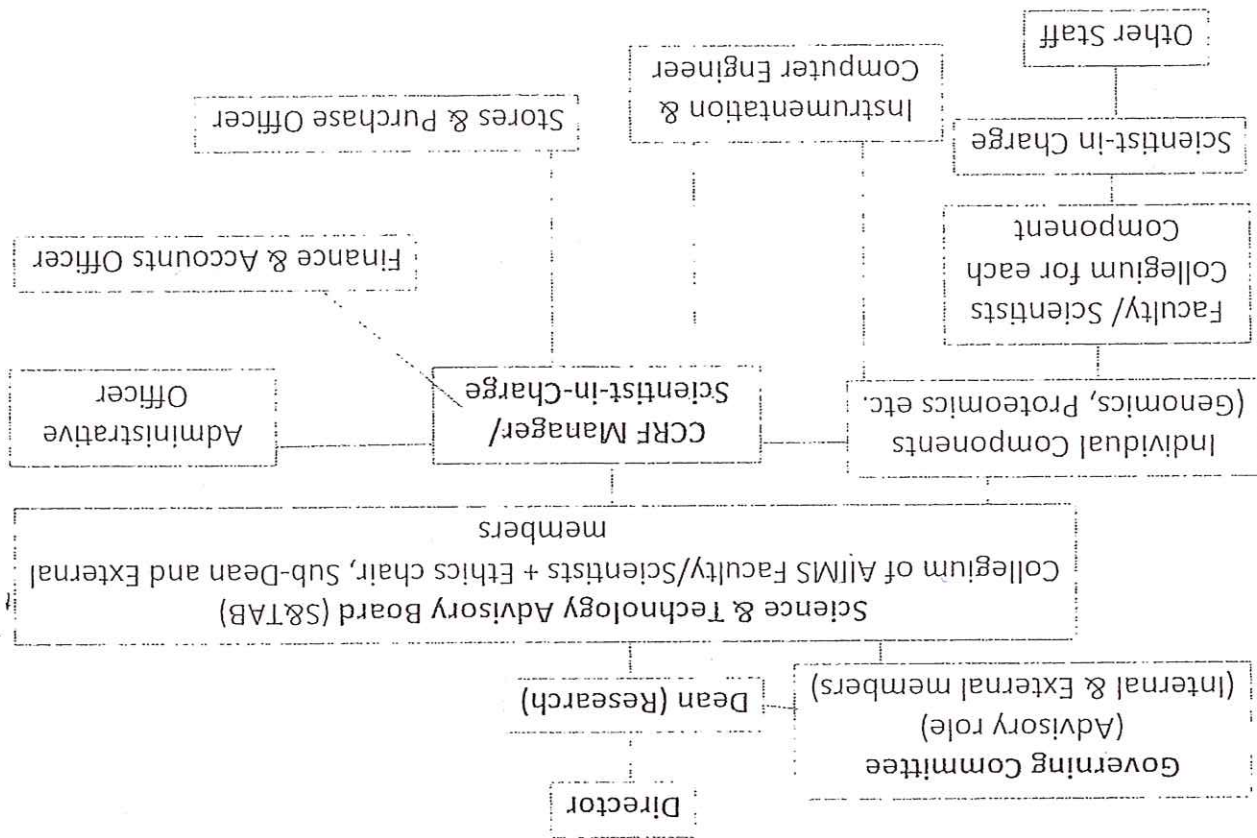 Director
Governing Committee
(Advisory role)
(Internal & External members)
Dean (Research)
Science & Technology Advisory Board (S&TAB)
Collegium of AIIMS Faculty/Scientists + Ethics chair, Sub-Dean and External
members
Individual Components
(Genomics, Proteomics etc.
CCRF Manager/
Scientist-in-Charge
Administrative
Officer
Faculty/ Scientists
Collegium for each
Component
Finance & Accounts Officer
Scientist-in Charge
Instrumentation &
Computer Engineer
Stores & Purchase Officer
Other Staff